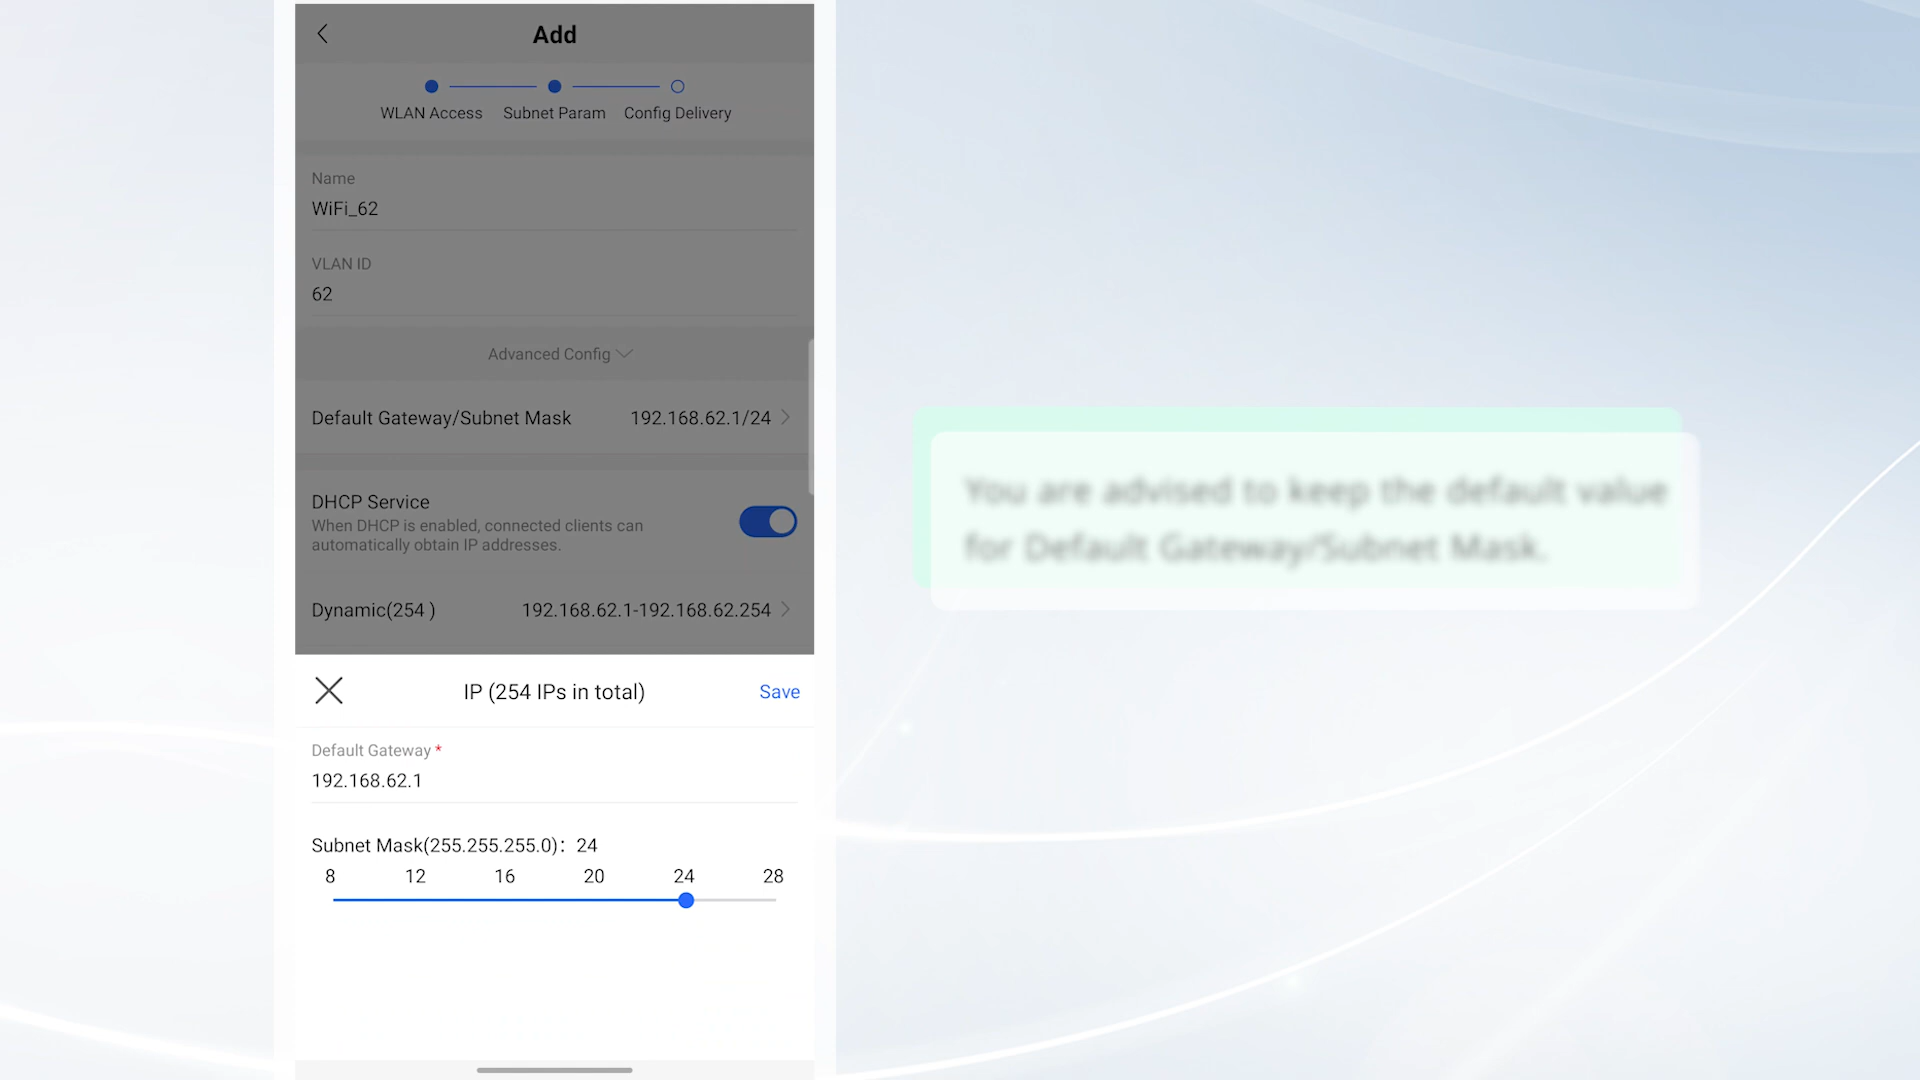 Add
WLAN Access
Subnet Param
Config Delivery
Name
WiFi_62
VLAN ID
62
Advanced Config
Default Gateway/Subnet Mask 192.168.62.1/24
DHCP Service
When DHCP is enabled, connected clients can
automatically obtain IP addresses.
Dynamic(254 ) 192.168.62.1-192.168.62.254
IP (254 IPs in total) Save
Default Gateway *
192.168.62.1
Subnet Mask(255.255.255.0): 24
8 12 16 20 24 28
You are advised to keep the default value
for Default Gateway/Subnet Mask.